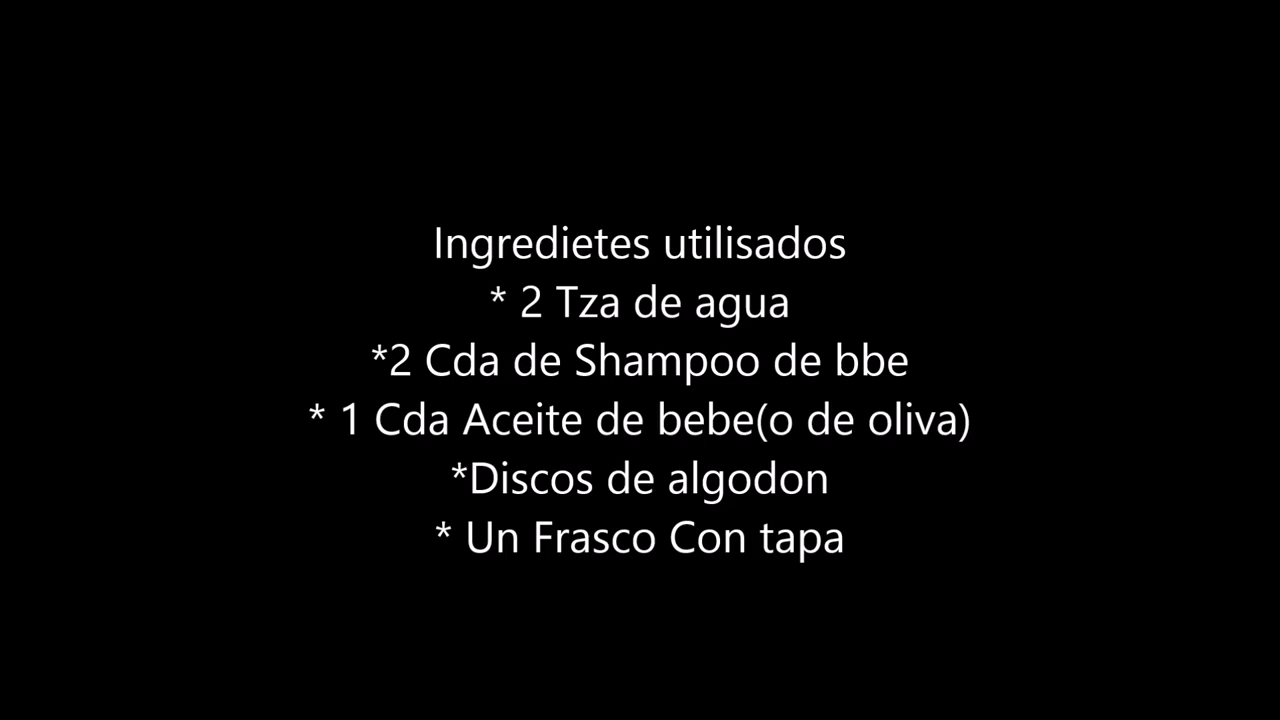 Ingredietes utilisados
* 2 Tza de agua
*2 Cda de Shampoo de bbe
* 1 Cda Aceite de bebe(o de oliva)
*Discos de algodon
* Un Frasco Con tapa